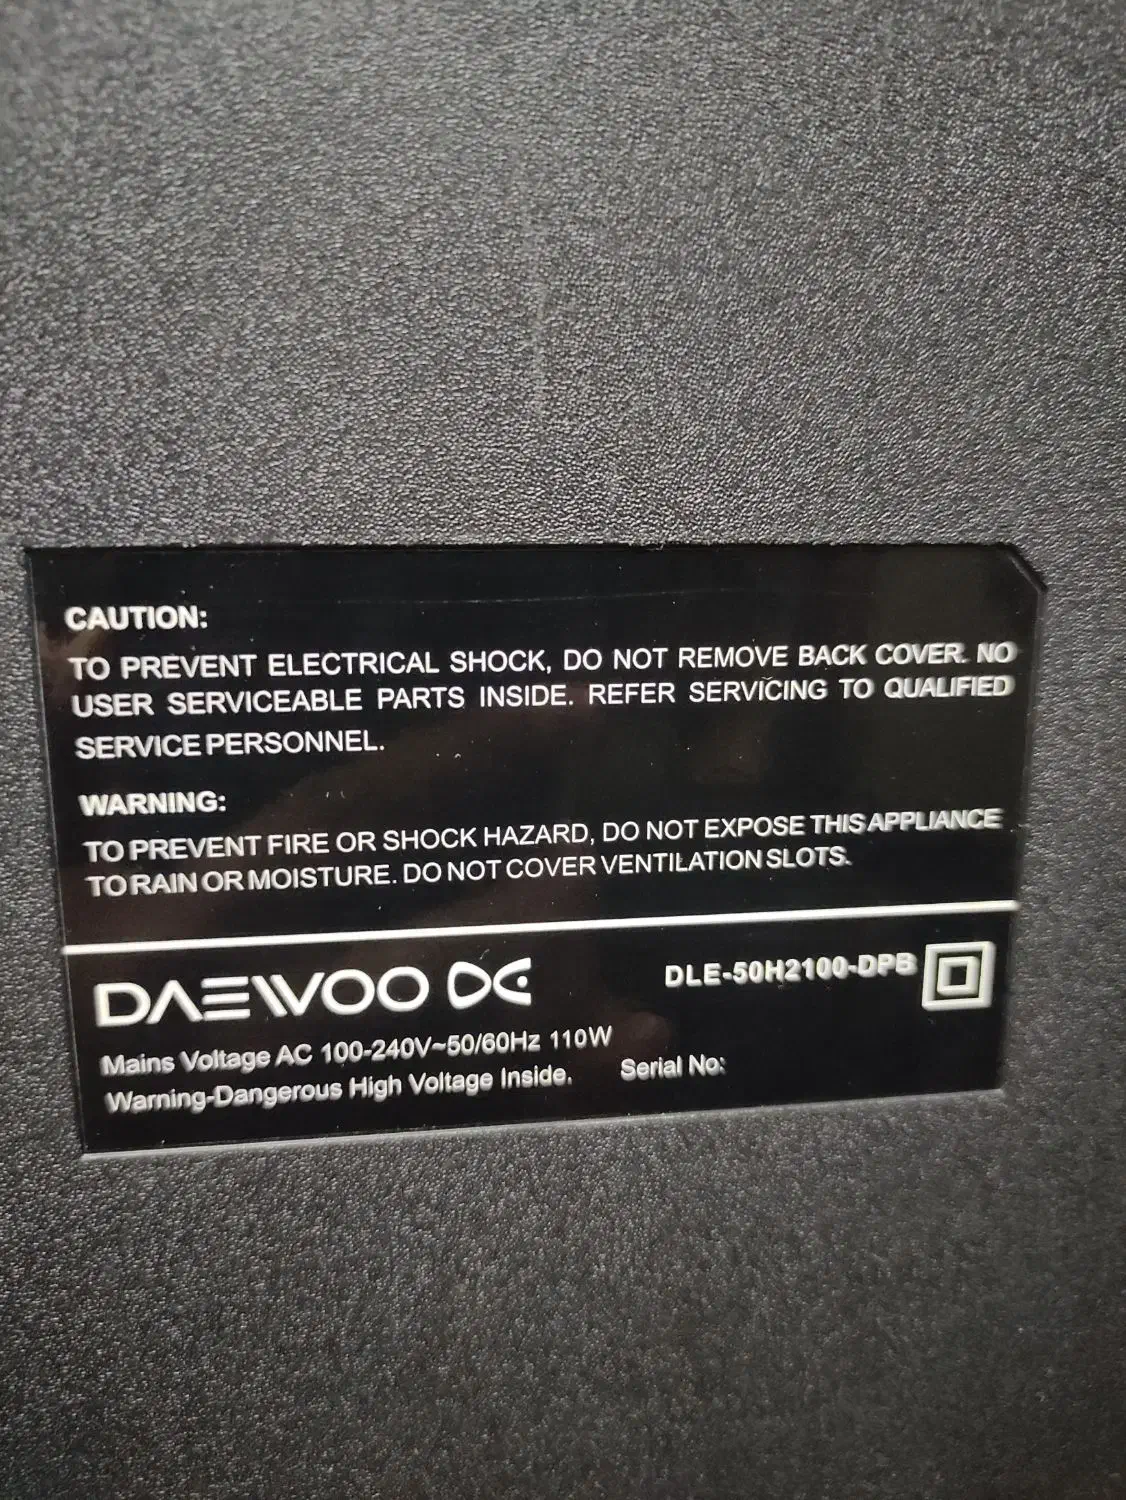 CAUTION:
TO PREVENT ELECTRICAL SHOCK, DO NOT REMOVE BACK COVER. NO
USER SERVICEABLE PARTS INSIDE. REFER SERVICING TO QUALIFIED
SERVICE PERSONNEL.
WARNING:
TO PREVENT FIRE OR SHOCK HAZARD, DO NOT EXPOSE THIS APPLIANCE
TO RAIN OR MOISTURE. DO NOT COVER VENTILATION SLOTS.
DAEWOO DE
DLE-50H2100-DPB
Mains Voltage AC 100-240V~50/60Hz 110W
Warning-Dangerous High Voltage Inside.
Serial No: